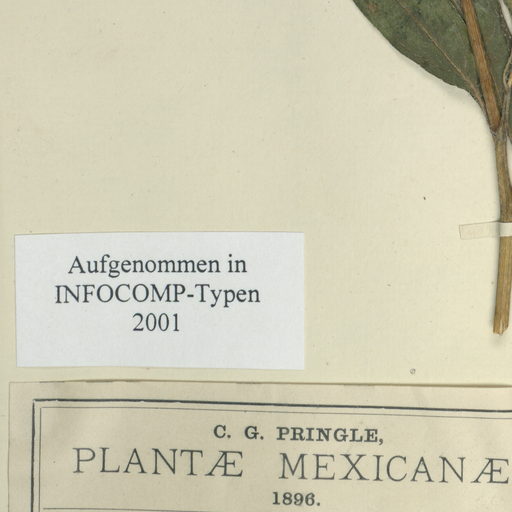 Aufgenommen in
INFOCOMP-Typen
2001
C. G. PRINGLE,
PLANTÆ MEXICANÆ
1896.